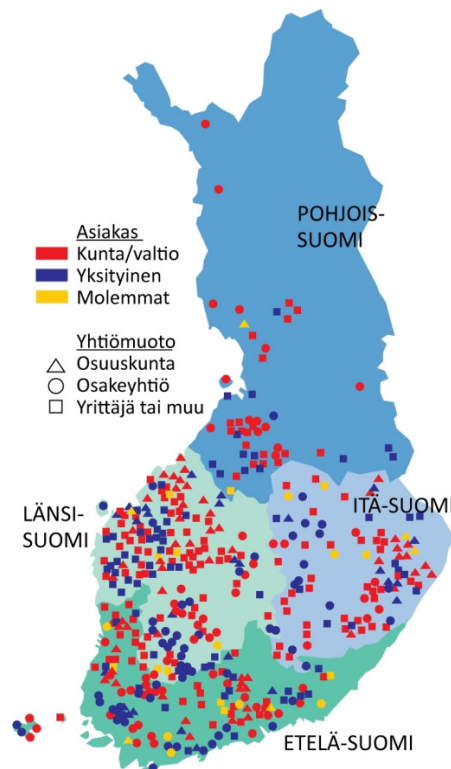 POHJOIS-
SUOMI
Asiakas
Kunta/valtio
Yksityinen
Molemmat
Yhtiömuoto
Osuuskunta
Osakeyhtiö
Yrittäjä tai muu
LÄNSI-
SUOMI
ITÄ-SUOMI
ETELÄ-SUOMI